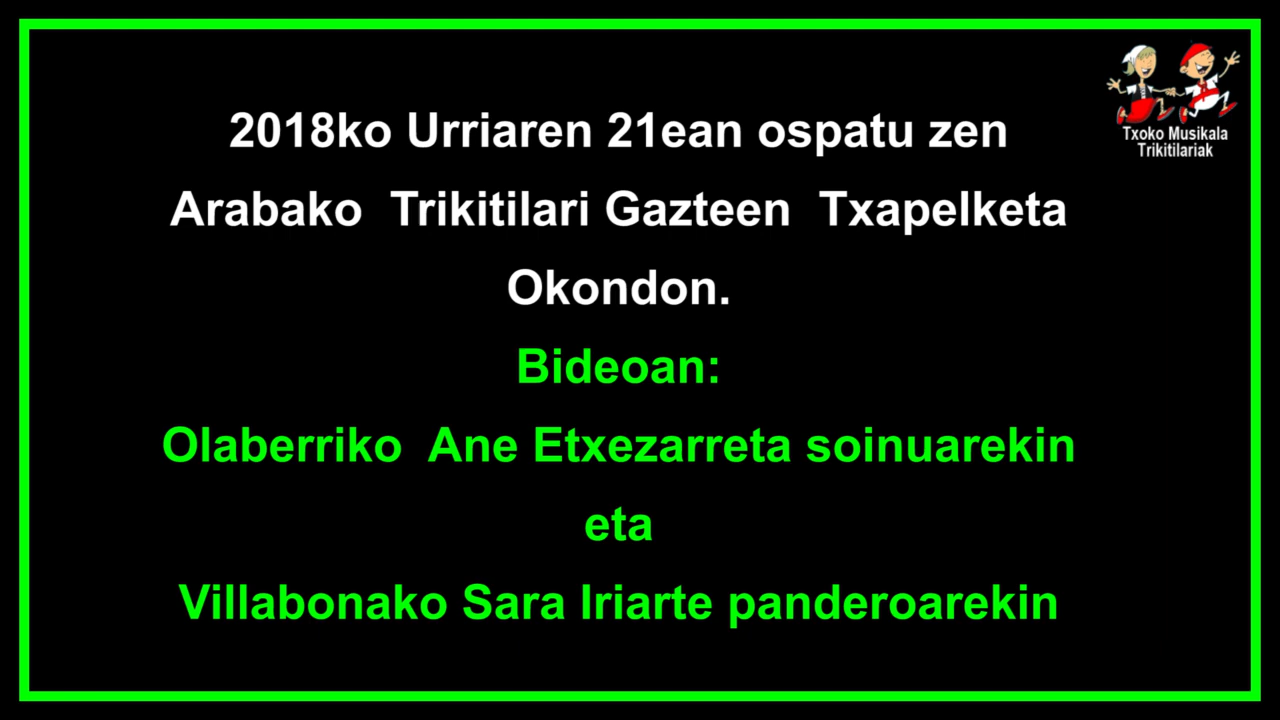 2018ko Urriaren 21ean ospatu zen
Arabako Trikitilari Gazteen Txapelketa
Okondon.
Bideoan:
Olaberriko Ane Etxezarreta soinuarekin
eta
Villabonako Sara Iriarte panderoarekin
Txoko Musikala
Trikitilariak